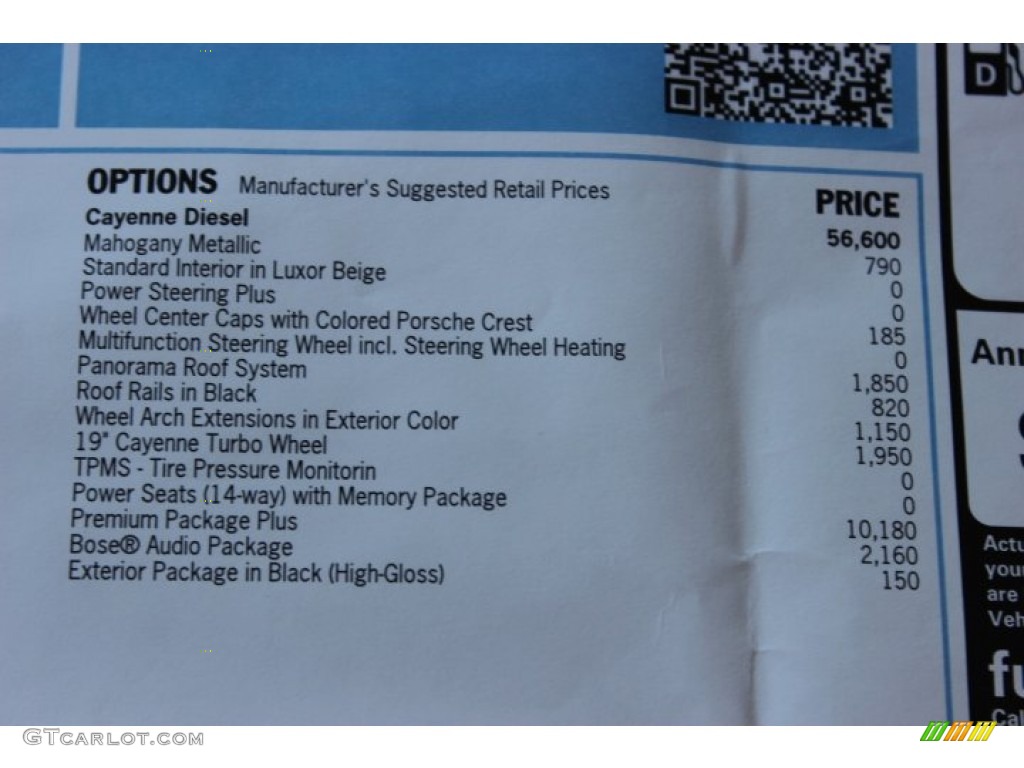 D
OPTIONS Manufacturer's Suggested Retail Prices PRICE
Cayenne Diesel 56,600
Mahogany Metallic 790
Standard Interior in Luxor Beige 0
Power Steering Plus 0
Wheel Center Caps with Colored Porsche Crest 185
Multifunction Steering Wheel incl. Steering Wheel Heating 0
Panorama Roof System 1,850
Roof Rails in Black 820
Wheel Arch Extensions in Exterior Color 1,150
19" Cayenne Turbo Wheel 1,950
TPMS - Tire Pressure Monitorin 0
Power Seats (14-way) with Memory Package 0
Premium Package Plus 10,180
Bose® Audio Package 2,160
Exterior Package in Black (High-Gloss) 150
are
GTCARLOT.COM